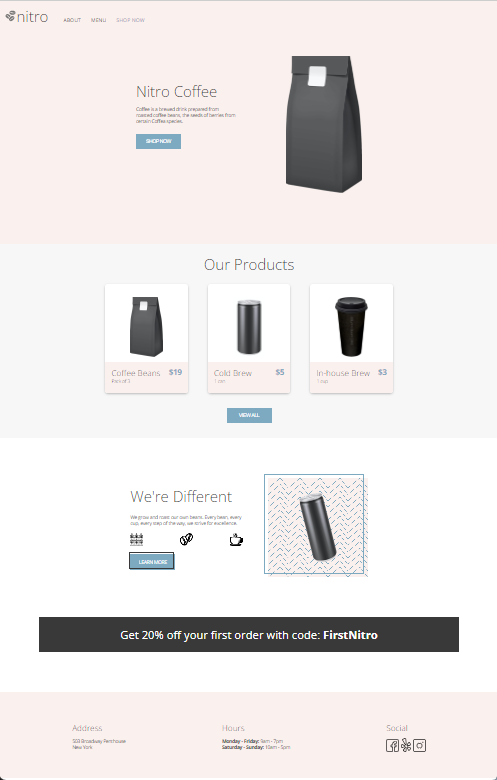 nitro
ABOUT
MENU
SHOP NOW
Nitro Coffee
Coffee is a brewed drink prepared from
roasted coffee beans, the seeds of berries from
certain Coffee species.
SHOP NOW
Our Products
Coffee Beans $19
Pack of 3
Cold Brew $5
1 can
In-house Brew $3
1 cup
VIEW ALL
We're Different
We grow and roast our own beans. Every bean, every
cup, every step of the way, we strive for excellence.
LEARN MORE
Get 20% off your first order with code: FirstNitro
Address
Hours
Social
550 Broadway Penthouse
New York
Monday - Friday: 9am - 7pm
Saturday - Sunday: 10am - 5pm